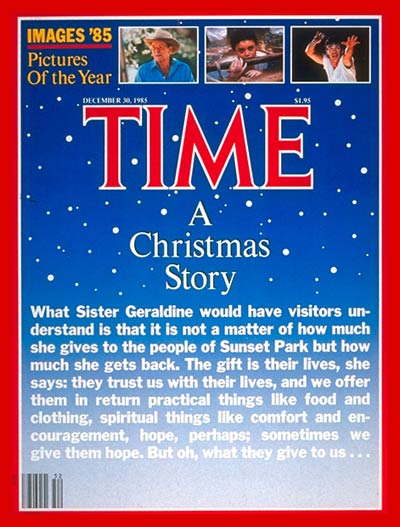 IMAGES '85
Pictures
Of the Year
DECEMBER 30, 1985
$1.95
TIME
A
Christmas
Story
What Sister Geraldine would have visitors un-
derstand is that it is not a matter of how much
she gives to the people of Sunset Park but how
much she gets back. The gift is their lives, she
says: they trust us with their lives, and we offer
them in return practical things like food and
clothing, spiritual things like comfort and en-
couragement, hope, perhaps; sometimes we
give them hope. But oh, what they give to us . . .
52